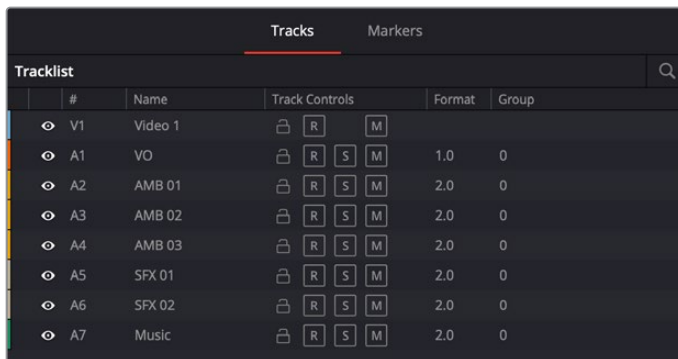 Tracks Markers
Tracklist
# Name Track Controls Format Group
V1 Video 1 R M
A1 VO R S M 1.0 0
A2 AMB 01 R S M 2.0 0
A3 AMB 02 R S M 2.0 0
A4 AMB 03 R S M 2.0 0
A5 SFX 01 R S M 2.0 0
A6 SFX 02 R S M 2.0 0
A7 Music R S M 2.0 0